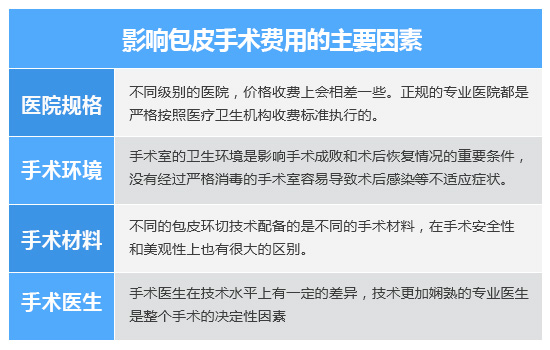 影响包皮手术费用的主要因素
医院规格
不同级别的医院，价格收费上会相差一些。正规的专业医院都是
严格按照医疗卫生机构收费标准执行的。
手术环境
手术室的卫生环境是影响手术成败和术后恢复情况的重要条件，
没有经过严格消毒的手术室容易导致术后感染等不适应症状。
手术材料
不同的包皮环切技术配备的是不同的手术材料，在手术安全性
和美观性上也有很大的区别。
手术医生
手术医生在技术水平上有一定的差异，技术更加娴熟的专业医生
是整个手术的决定性因素